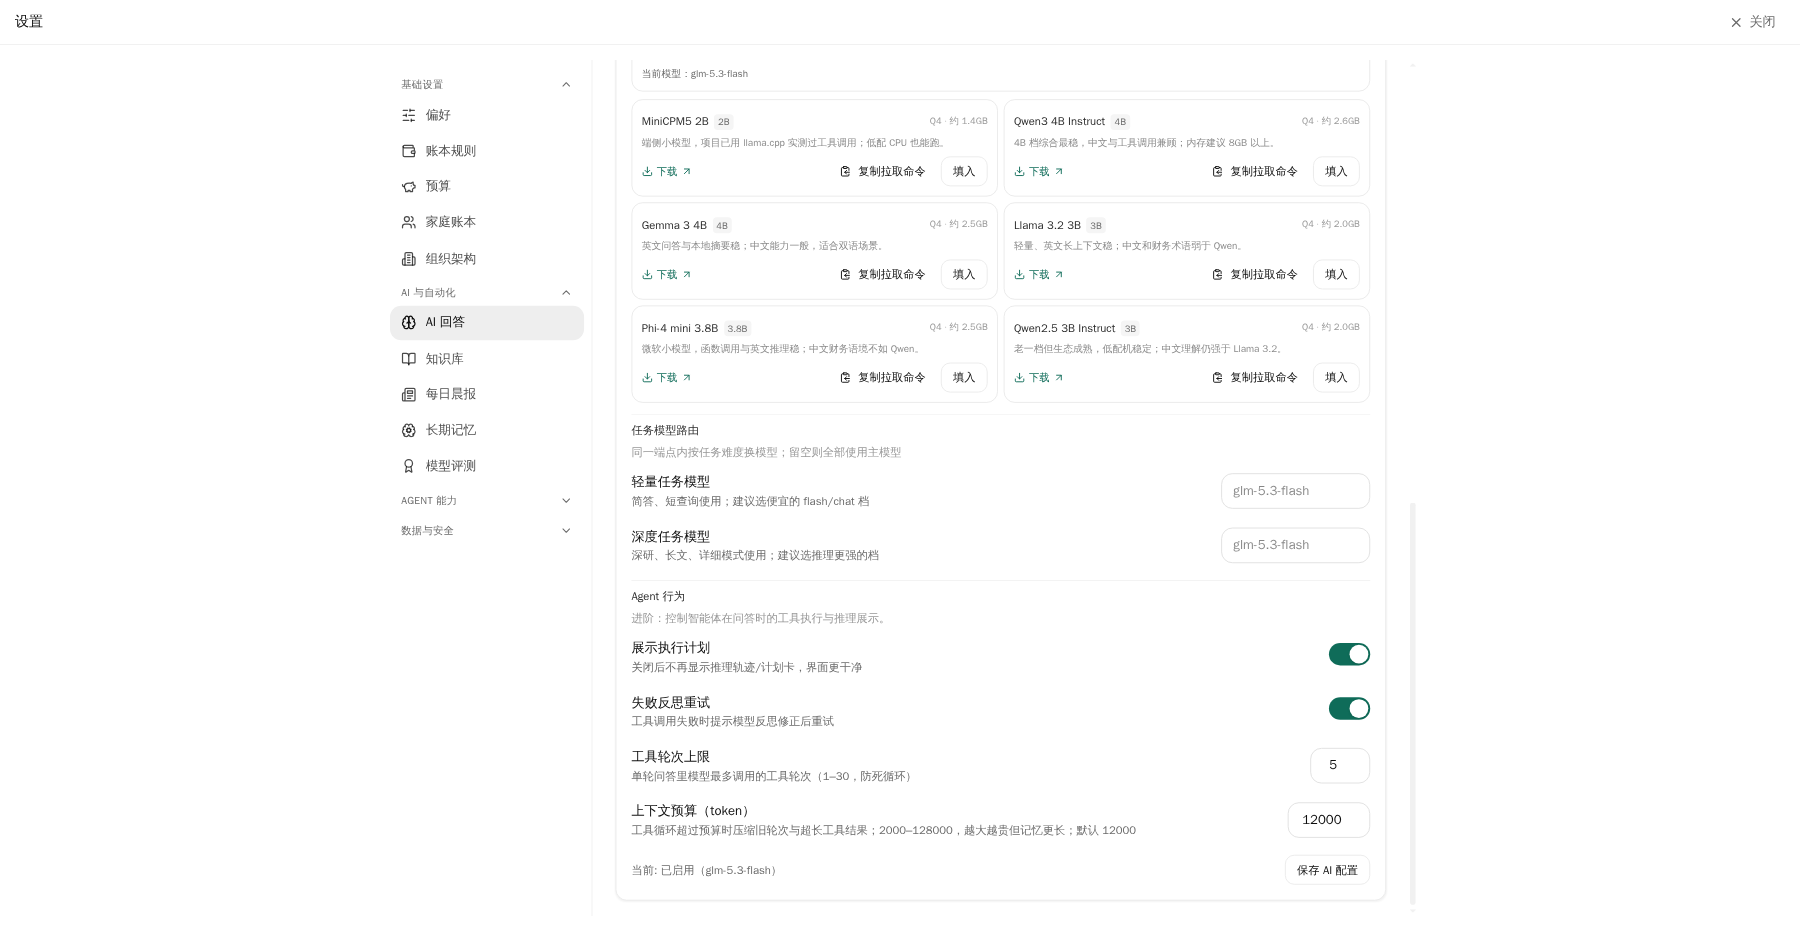 设置
关闭
基础设置
偏好
账本规则
预算
家庭账本
组织架构
AI 与自动化
AI 回答
知识库
每日晨报
长期记忆
模型评测
AGENT 能力
数据与安全
当前模型：glm-5.3-flash
MiniCPM5 2B 2B Q4 · 约 1.4GB
端侧小模型，项目已用 llama.cpp 实测过工具调用；低配 CPU 也能跑。
下载 复制拉取命令 填入
Qwen3 4B Instruct 4B Q4 · 约 2.6GB
4B 档综合最稳，中文与工具调用兼顾；内存建议 8GB 以上。
下载 复制拉取命令 填入
Gemma 3 4B 4B Q4 · 约 2.5GB
英文问答与本地摘要稳；中文能力一般，适合双语场景。
下载 复制拉取命令 填入
Llama 3.2 3B 3B Q4 · 约 2.0GB
轻量、英文长上下文稳；中文和财务术语弱于 Qwen。
下载 复制拉取命令 填入
Phi-4 mini 3.8B 3.8B Q4 · 约 2.5GB
微软小模型，函数调用与英文推理稳；中文财务语境不如 Qwen。
下载 复制拉取命令 填入
Qwen2.5 3B Instruct 3B Q4 · 约 2.0GB
老一档但生态成熟，低配机稳定；中文理解仍强于 Llama 3.2。
下载 复制拉取命令 填入
任务模型路由
同一端点内按任务难度换模型；留空则全部使用主模型
轻量任务模型
简答、短查询使用；建议选便宜的 flash/chat 档
glm-5.3-flash
深度任务模型
深研、长文、详细模式使用；建议选推理更强的档
glm-5.3-flash
Agent 行为
进阶：控制智能体在问答时的工具执行与推理展示。
展示执行计划
关闭后不再显示推理轨迹/计划卡，界面更干净
失败反思重试
工具调用失败时提示模型反思修正后重试
工具轮次上限
单轮问答里模型最多调用的工具轮次（1–30，防死循环）
5
上下文预算（token）
工具循环超过预算时压缩旧轮次与超长工具结果；2000–128000，越大越贵但记忆更长；默认 12000
12000
当前: 已启用（glm-5.3-flash）
保存 AI 配置